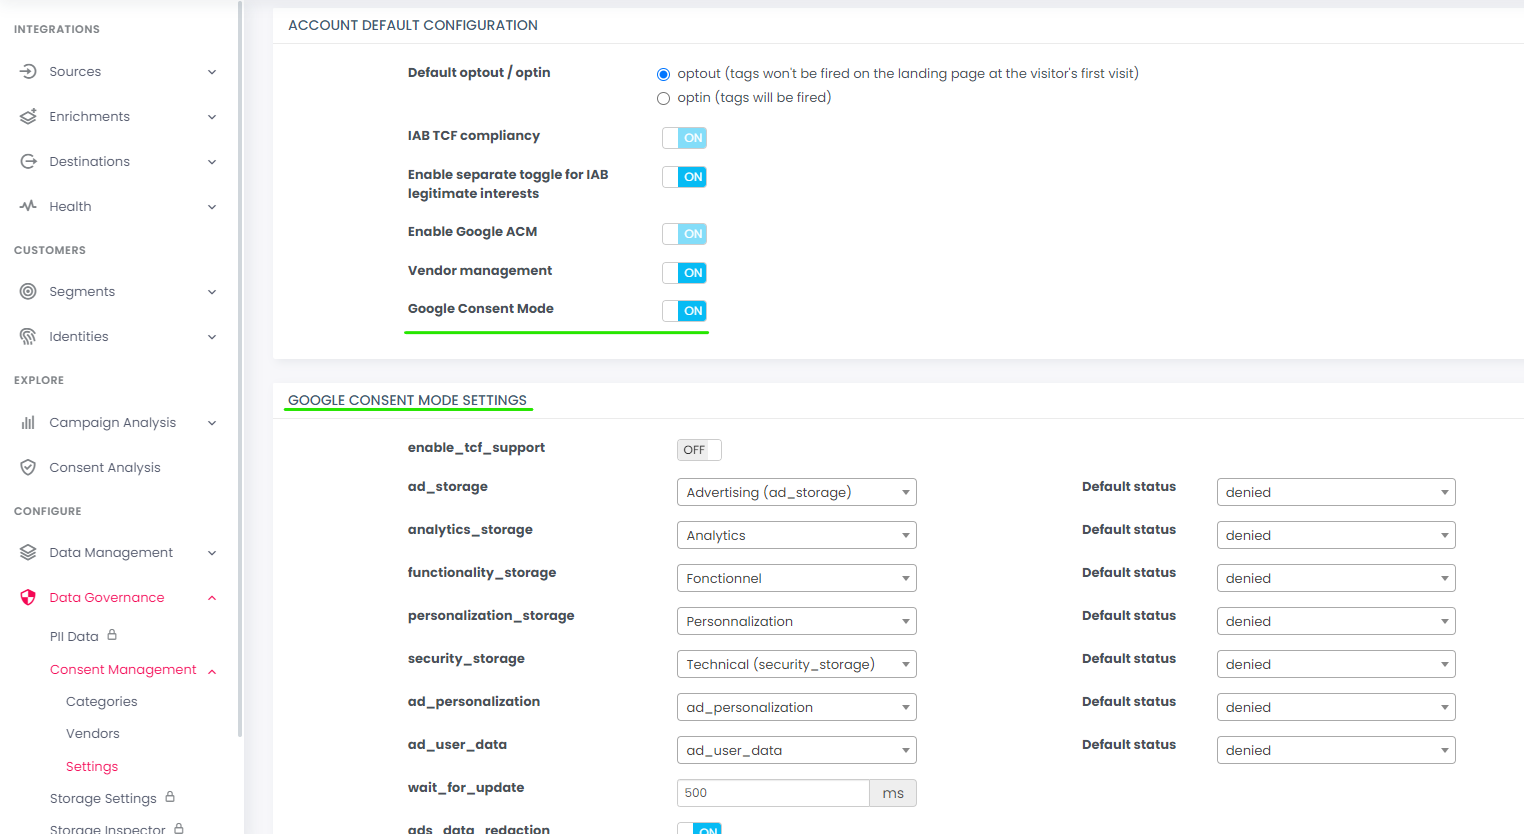 INTEGRATIONS
Sources
Enrichments
Destinations
Health
CUSTOMERS
Segments
Identities
EXPLORE
Campaign Analysis
Consent Analysis
CONFIGURE
Data Management
Data Governance
PII Data
Consent Management
Categories
Vendors
Settings
Storage Settings
Storage Inspector
ACCOUNT DEFAULT CONFIGURATION
Default optout / optin
optout (tags won't be fired on the landing page at the visitor's first visit)
optin (tags will be fired)
IAB TCF compliancy ON
Enable separate toggle for IAB
legitimate interests ON
Enable Google ACM ON
Vendor management ON
Google Consent Mode ON
GOOGLE CONSENT MODE SETTINGS
enable_tcf_support OFF
ad_storage Advertising (ad_storage) Default status denied
analytics_storage Analytics Default status denied
functionality_storage Fonctionnel Default status denied
personalization_storage Personnalization Default status denied
security_storage Technical (security_storage) Default status denied
ad_personalization ad_personalization Default status denied
ad_user_data ad_user_data Default status denied
wait_for_update 500 ms
ads_data_redaction ON